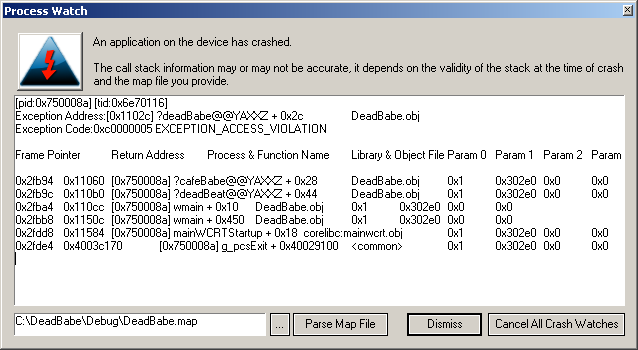 Process Watch
An application on the device has crashed.
The call stack information may or may not be accurate, it depends on the validity of the stack at the time of crash
and the map file you provide.
[pid:0x750008a] [tid:0x6e70116]
Exception Address:[0x1102c] ?deadBabe@@YAXXZ + 0x2c DeadBabe.obj
Exception Code:0xc0000005 EXCEPTION_ACCESS_VIOLATION
Frame Pointer Return Address Process & Function Name Library & Object File Param 0 Param 1 Param 2 Param
0x2fb94 0x11060 [0x750008a] ?cafeBabe@@YAXXZ + 0x28 DeadBabe.obj 0x1 0x302e0 0x0 0x0
0x2fb9c 0x110b0 [0x750008a] ?deadBeat@@YAXXZ + 0x44 DeadBabe.obj 0x1 0x302e0 0x0 0x0
0x2fba4 0x110cc [0x750008a] wmain + 0x10 DeadBabe.obj 0x1 0x302e0 0x0 0x0
0x2fbb8 0x1150c [0x750008a] wmain + 0x450 DeadBabe.obj 0x1 0x302e0 0x0 0x0
0x2fdd8 0x11584 [0x750008a] mainWCRTStartup + 0x18 corelibc:mainwcrt.obj 0x1 0x302e0 0x0 0x0
0x2fde4 0x4003c170 [0x750008a] g_pcsExit + 0x40029100 <common> 0x1 0x302e0 0x0 0x0
C:\DeadBabe\Debug\DeadBabe.map ... Parse Map File Dismiss Cancel All Crash Watches